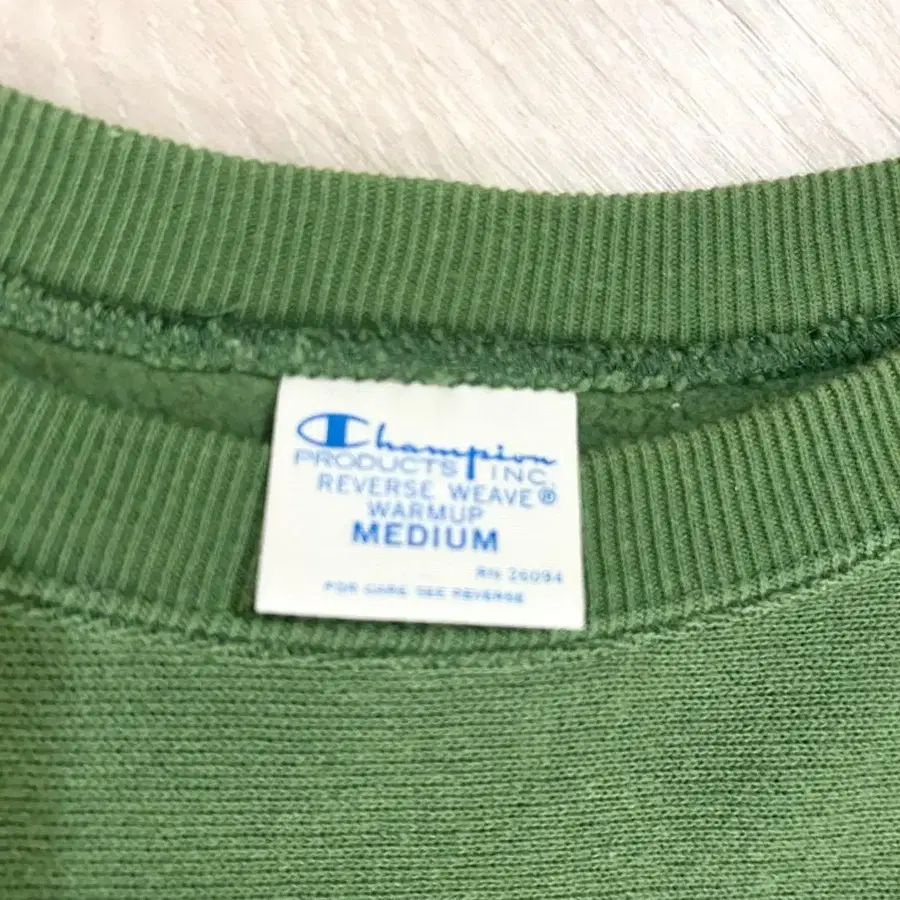 Champion
PRODUCTS INC.
REVERSE WEAVE®
WARMUP
MEDIUM
RN 26094
FOR CARE SEE REVERSE